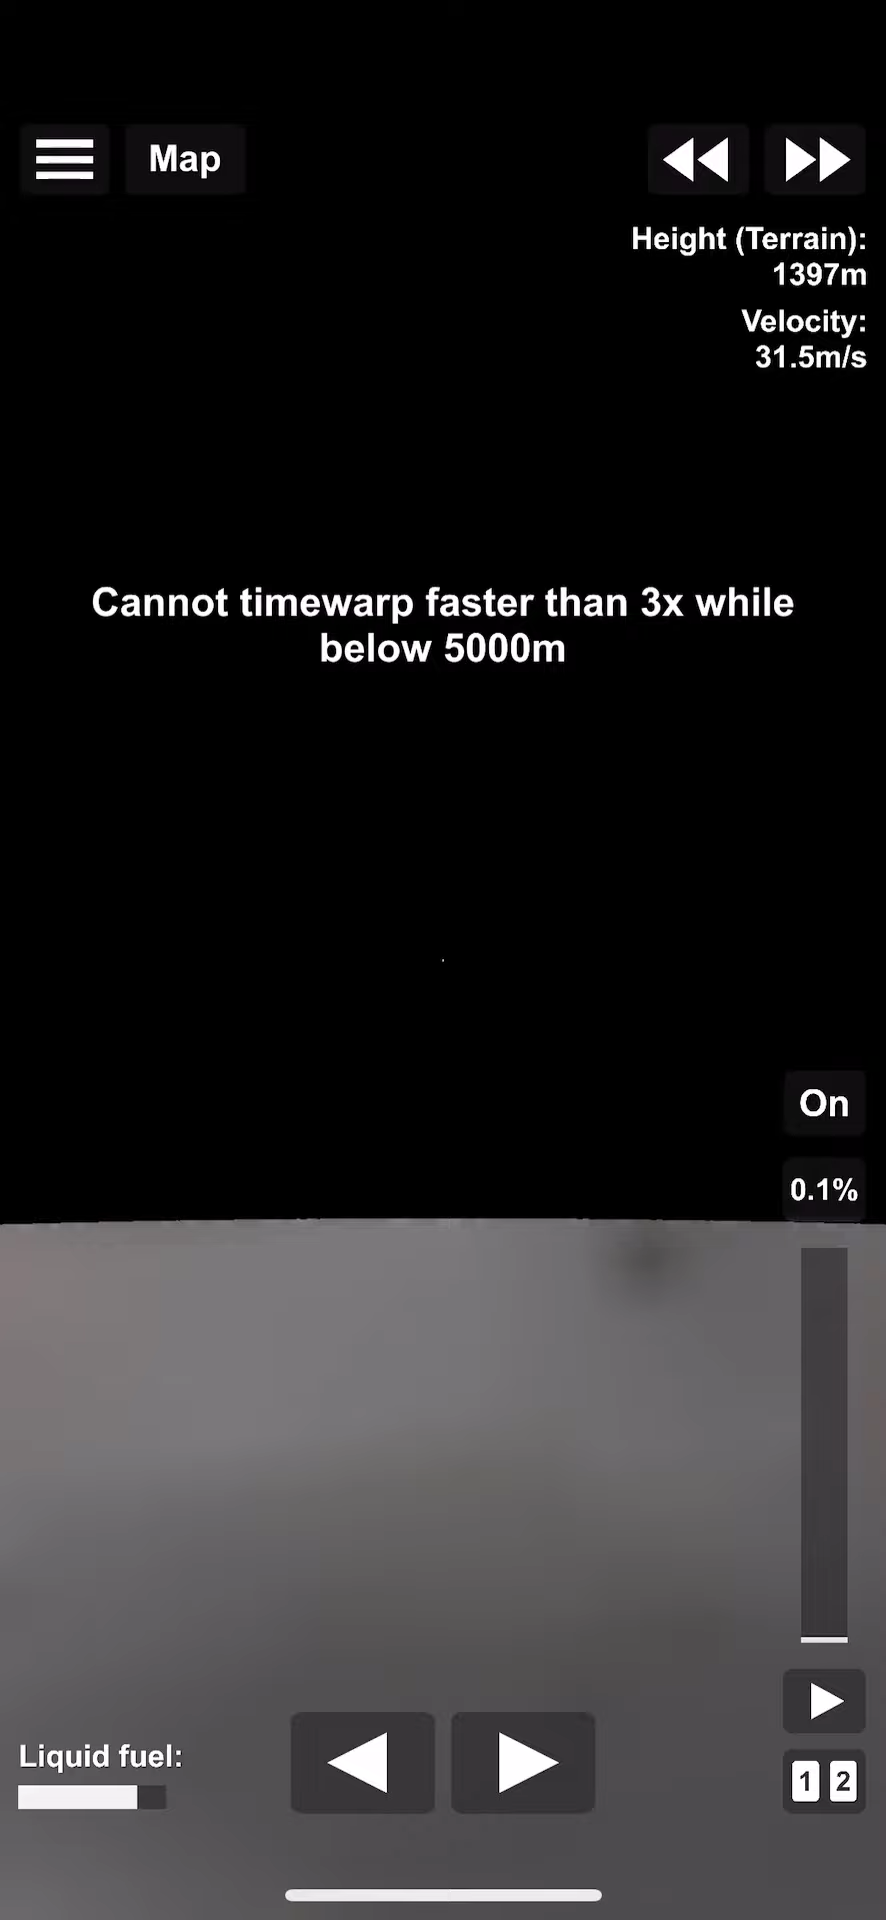 Map
Height (Terrain):
1397m
Velocity:
31.5m/s
Cannot timewarp faster than 3x while
below 5000m
On
0.1%
Liquid fuel:
1 2